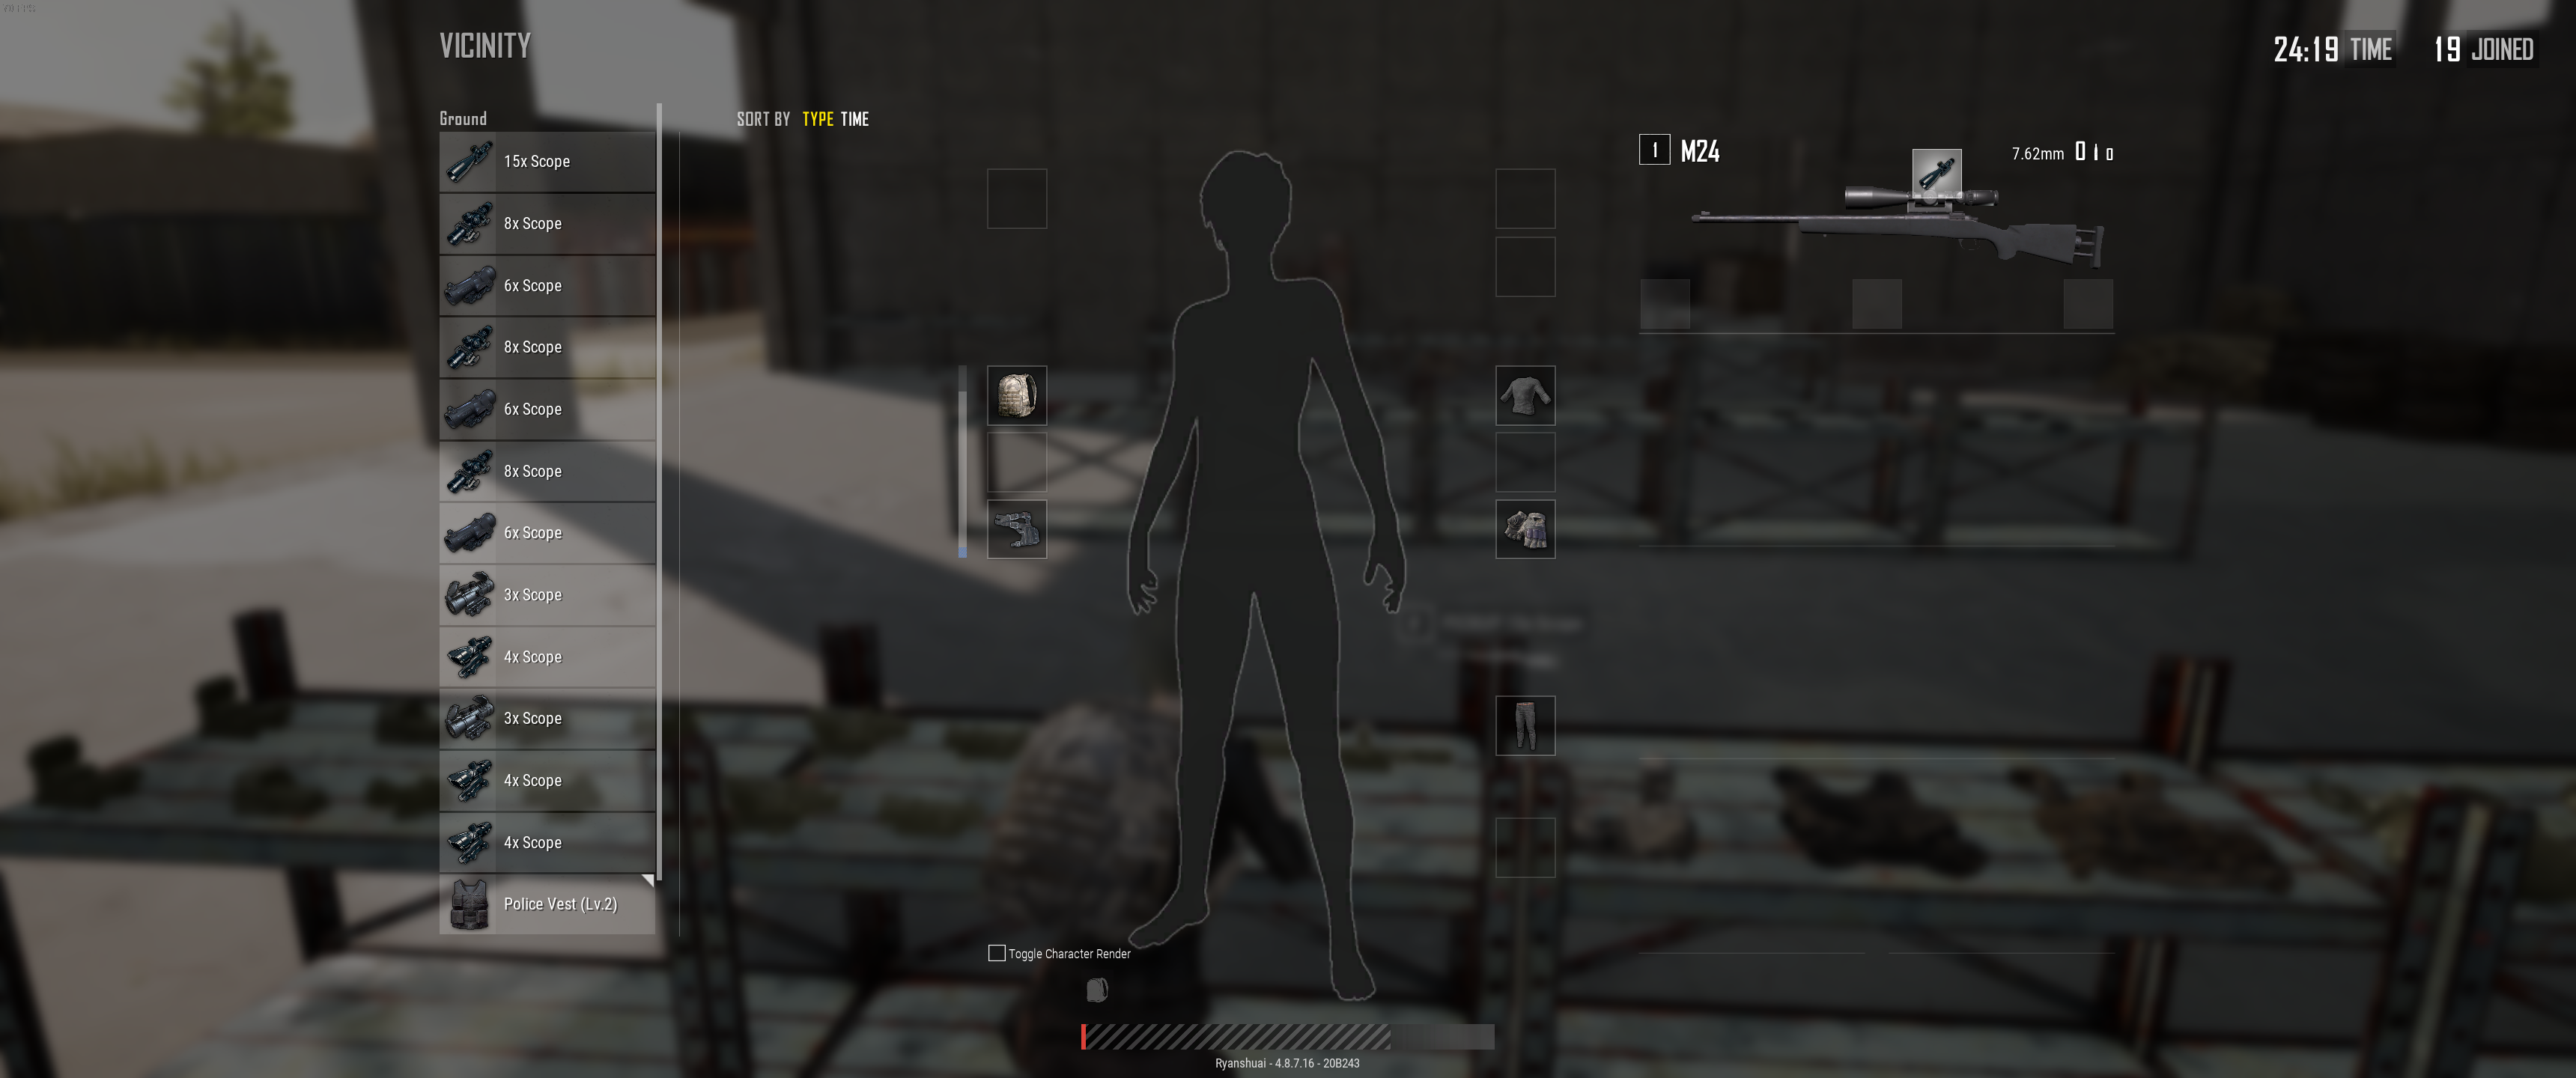 VICINITY
24:19 TIME 19 JOINED
Ground
SORT BY TYPE TIME
15x Scope
8x Scope
6x Scope
8x Scope
6x Scope
8x Scope
6x Scope
3x Scope
4x Scope
3x Scope
4x Scope
4x Scope
Police Vest (Lv.2)
1 M24
7.62mm 0 0
Toggle Character Render
Ryanshuai - 4.8.7.16 - 20B243